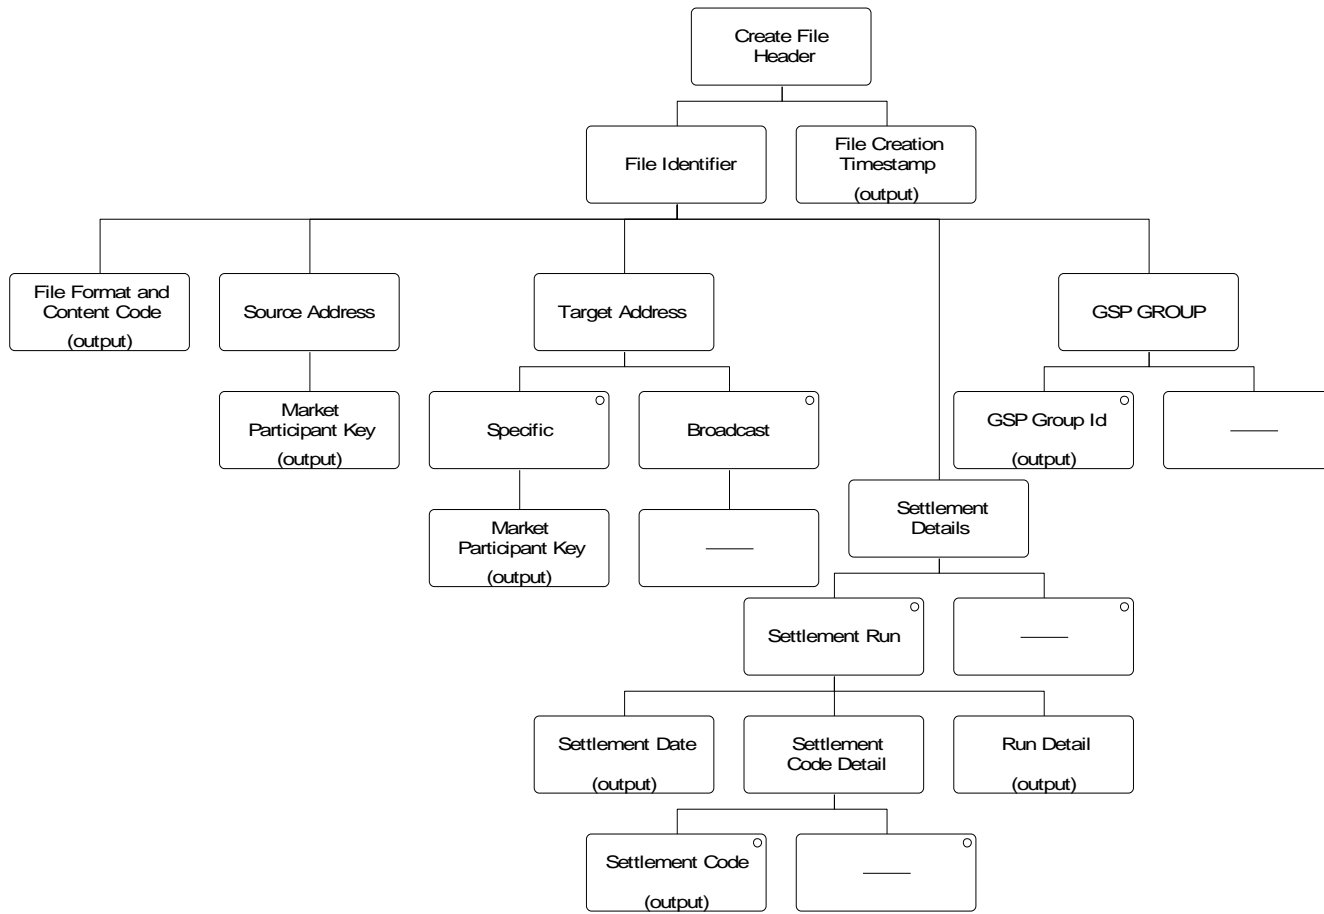 Create File
Header
File Identifier
File Creation
Timestamp
(output)
File Format and
Content Code
(output)
Source Address
Target Address
GSP GROUP
Market
Participant Key
(output)
Specific
Broadcast
GSP Group Id
(output)
Market
Participant Key
(output)
Settlement
Details
Settlement Run
Settlement Date
(output)
Settlement
Code Detail
Run Detail
(output)
Settlement Code
(output)